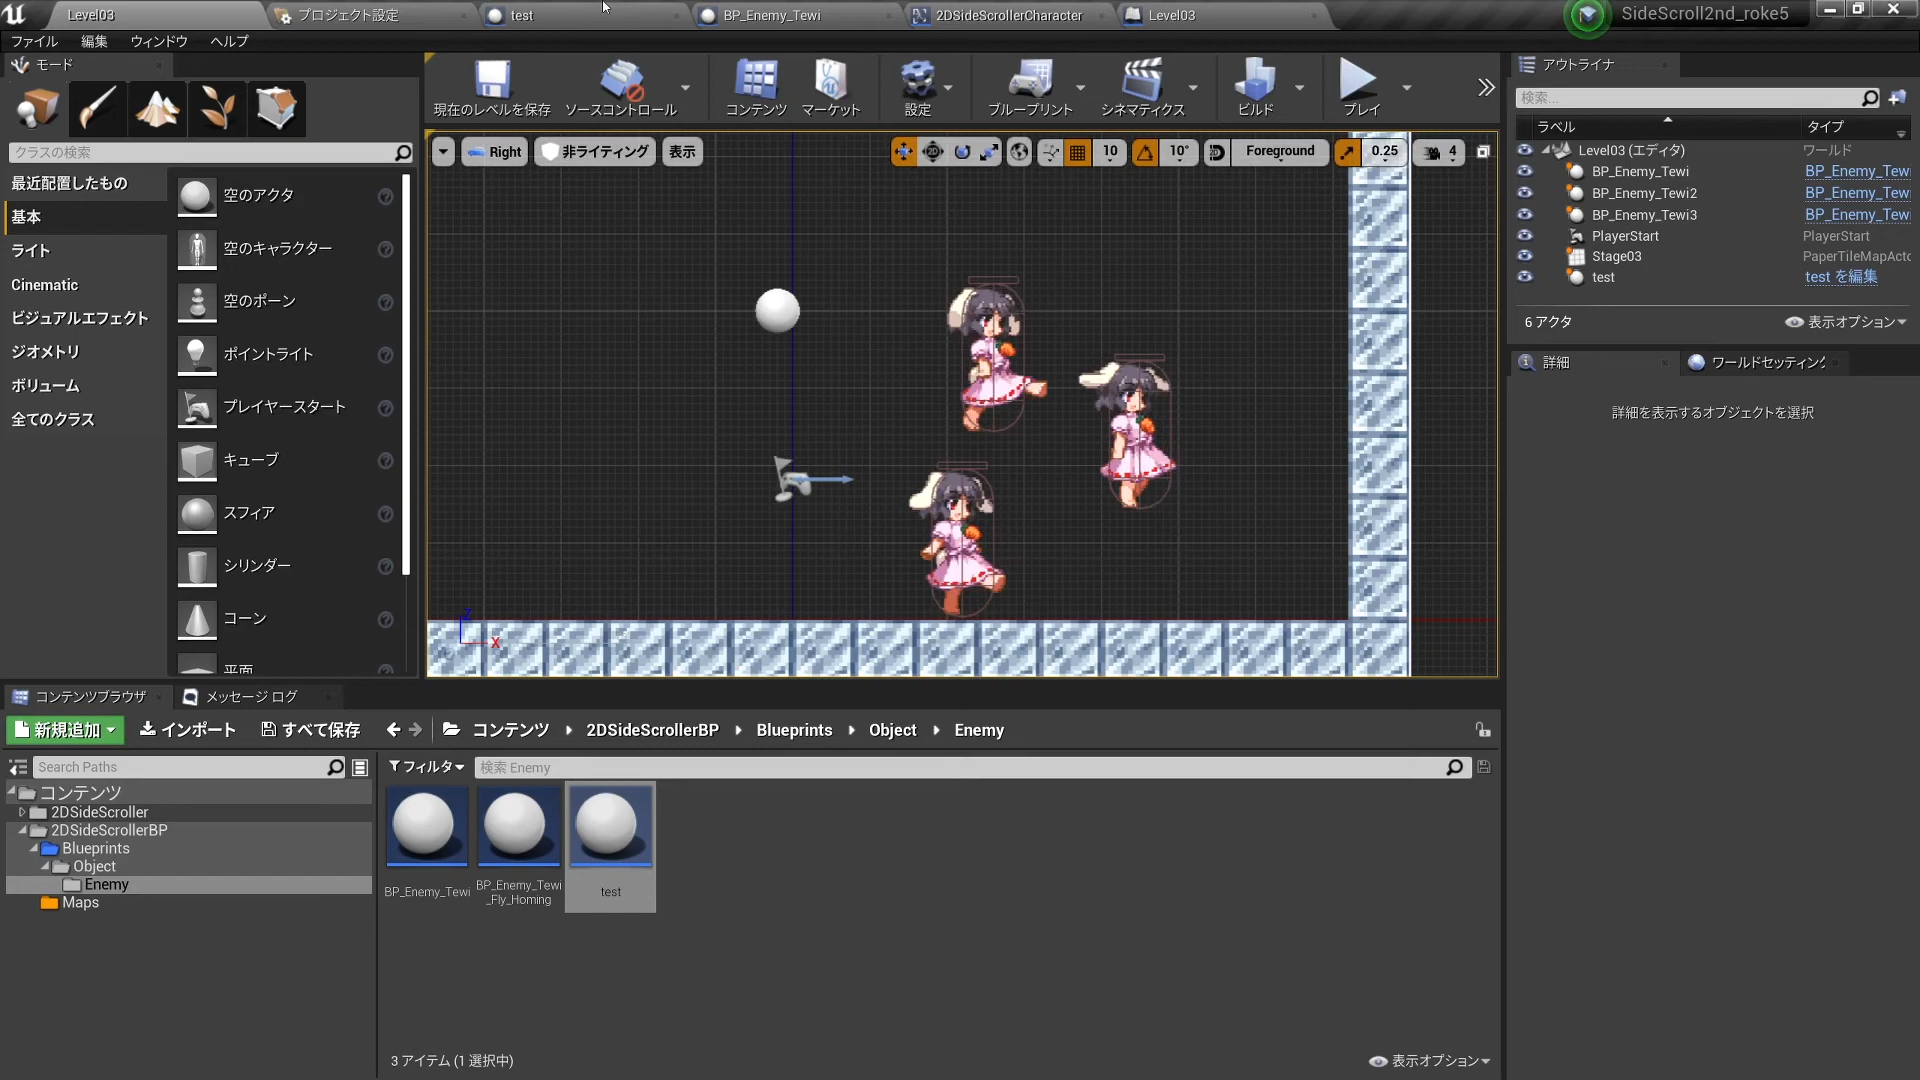 Level03
プロジェクト設定
test
BP_Enemy_Tewi
2DSideScrollerCharacter
Level03
SideScroll2nd_roke5
ファイル
編集
ウィンドウ
ヘルプ
モード
クラスの検索
最近配置したもの
基本
ライト
Cinematic
ビジュアルエフェクト
ジオメトリ
ボリューム
全てのクラス
空のアクタ
空のキャラクター
空のポーン
ポイントライト
プレイヤースタート
キューブ
スフィア
シリンダー
コーン
平面
現在のレベルを保存
ソースコントロール
コンテンツ
マーケット
設定
ブループリント
シネマティクス
ビルド
プレイ
Right
非ライティング
表示
10
10°
Foreground
0.25
4
Z
X
アウトライナ
検索...
ラベル
タイプ
Level03 (エディタ)
ワールド
BP_Enemy_Tewi
BP_Enemy_Tewi
BP_Enemy_Tewi2
BP_Enemy_Tewi
BP_Enemy_Tewi3
BP_Enemy_Tewi
PlayerStart
PlayerStart
Stage03
PaperTileMapActo
test
test を編集
6 アクタ
表示オプション
詳細
ワールドセッティング
詳細を表示するオブジェクトを選択
コンテンツブラウザ
メッセージ ログ
新規追加
インポート
すべて保存
コンテンツ
2DSideScrollerBP
Blueprints
Object
Enemy
Search Paths
フィルタ
検索 Enemy
コンテンツ
2DSideScroller
2DSideScrollerBP
Blueprints
Object
Enemy
Maps
BP_Enemy_Tewi
BP_Enemy_Tewi
_Fly_Homing
test
3 アイテム (1 選択中)
表示オプション